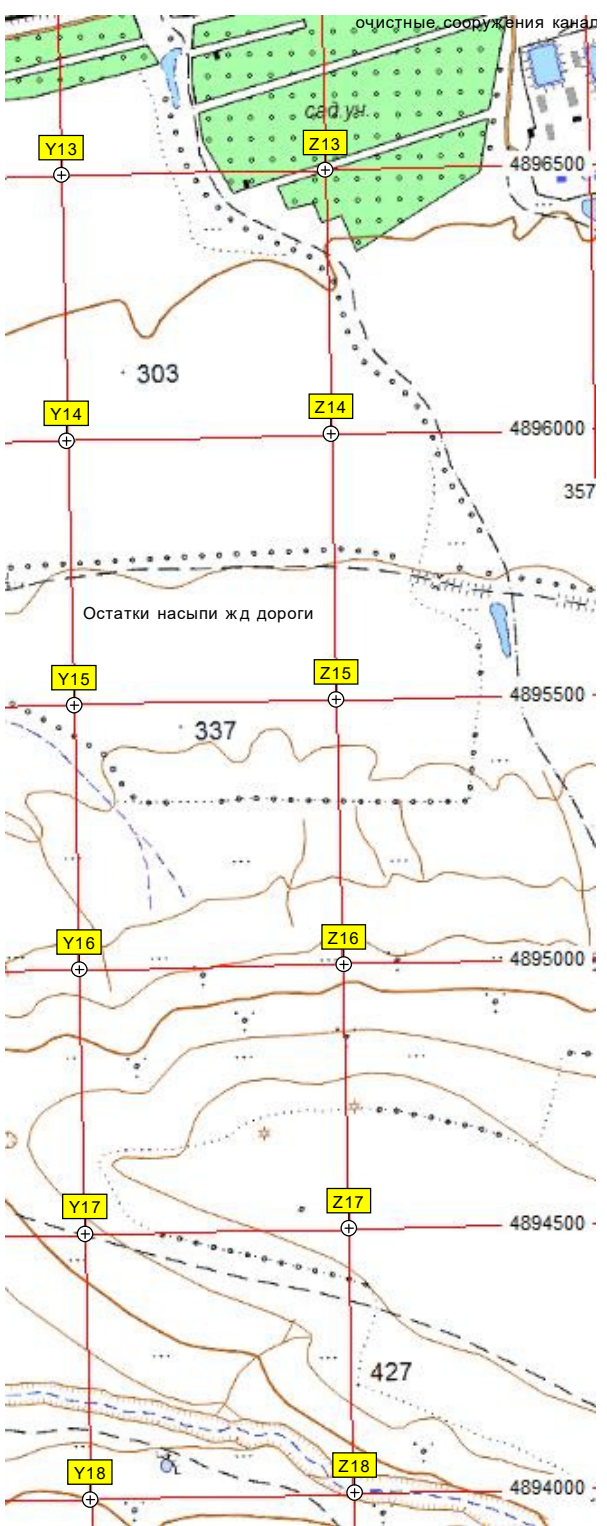 очистные сооружения канал
сад ун.
Y13
Z13
4896500
303
Y14
Z14
4896000
357
Остатки насыпи жд дороги
Y15
Z15
4895500
337
Y16
Z16
4895000
Y17
Z17
4894500
427
Y18
Z18
4894000